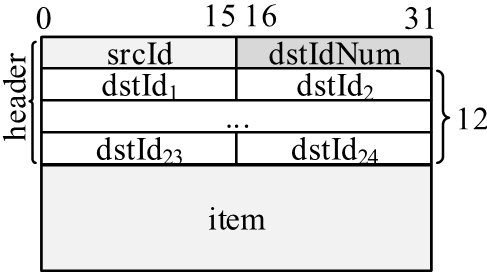 0 15 16 31
srcId dstIdNum
dstId₁ dstId₂
...
dstId₂₃ dstId₂₄
header
12
item